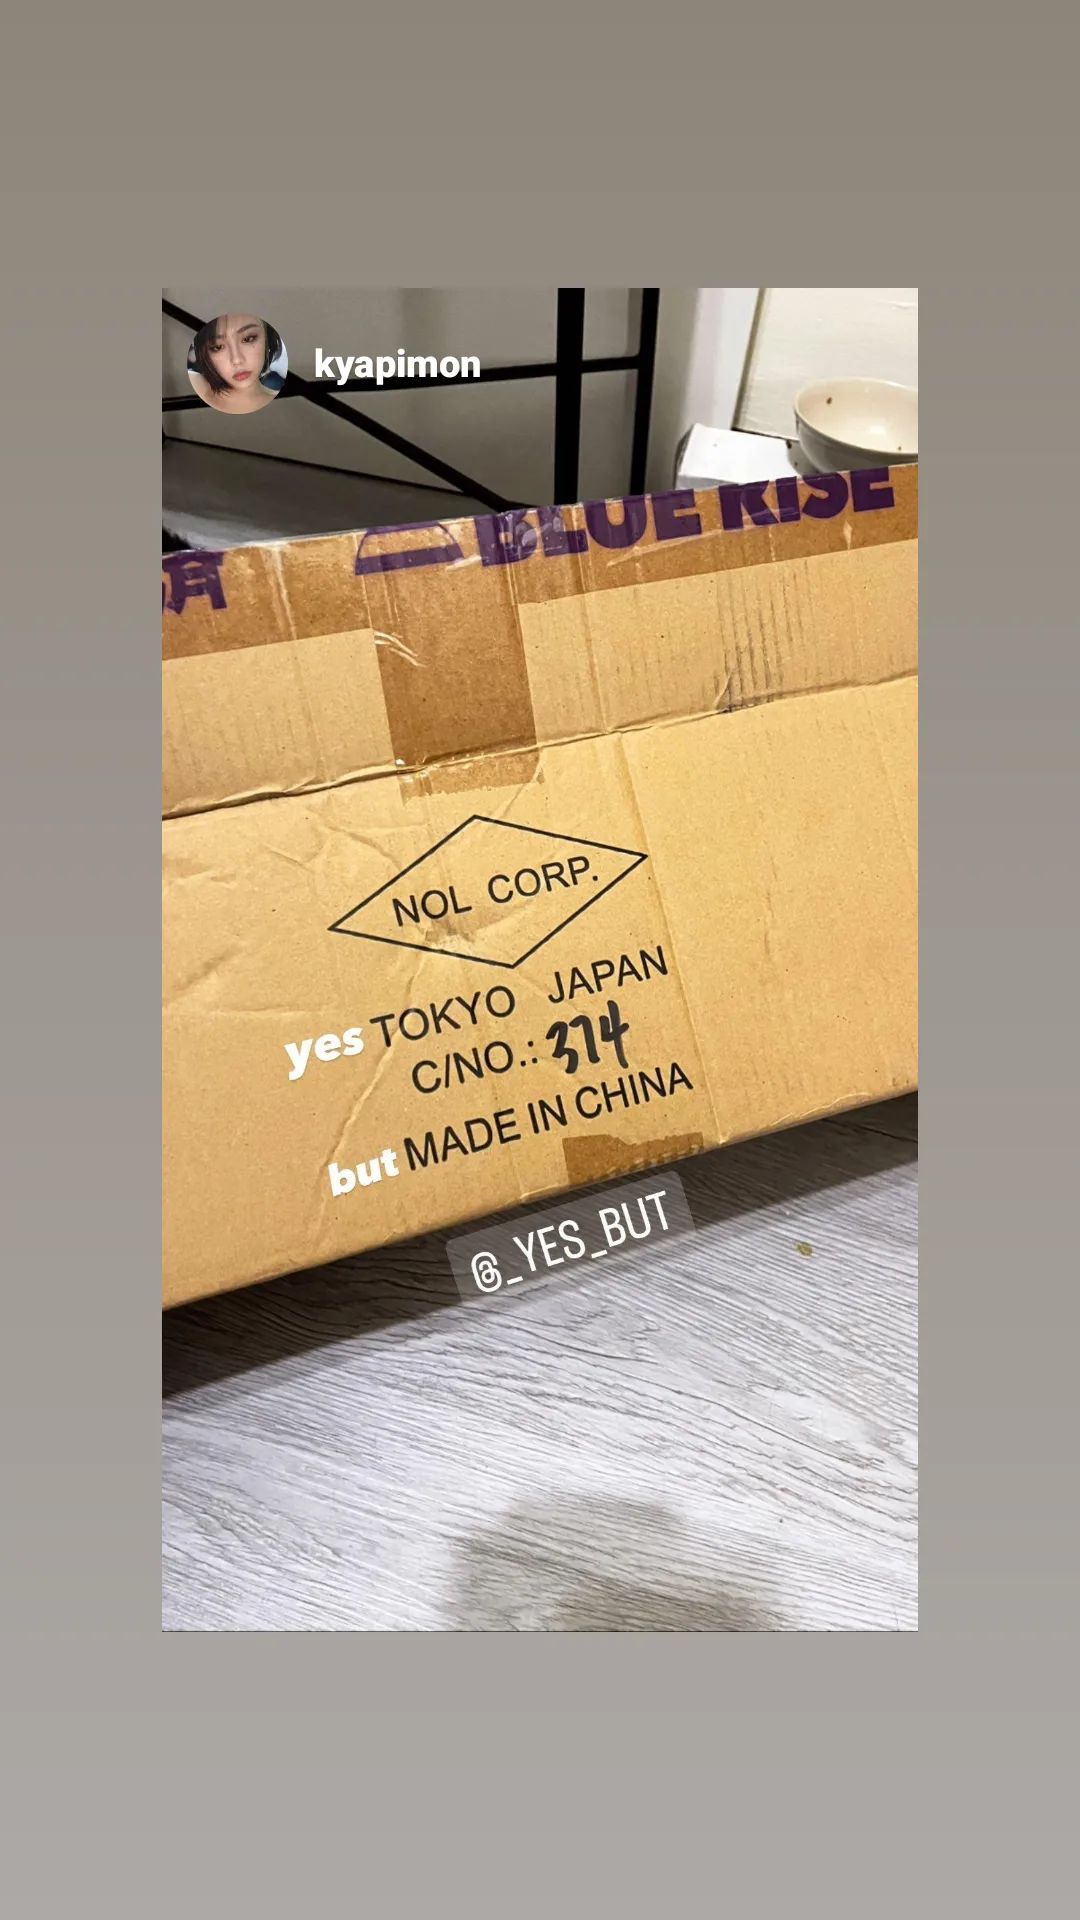 kyapimon
BLUE RISE
NOL CORP.
yes TOKYO JAPAN
C/NO.: 374
but MADE IN CHINA
@_YES_BUT